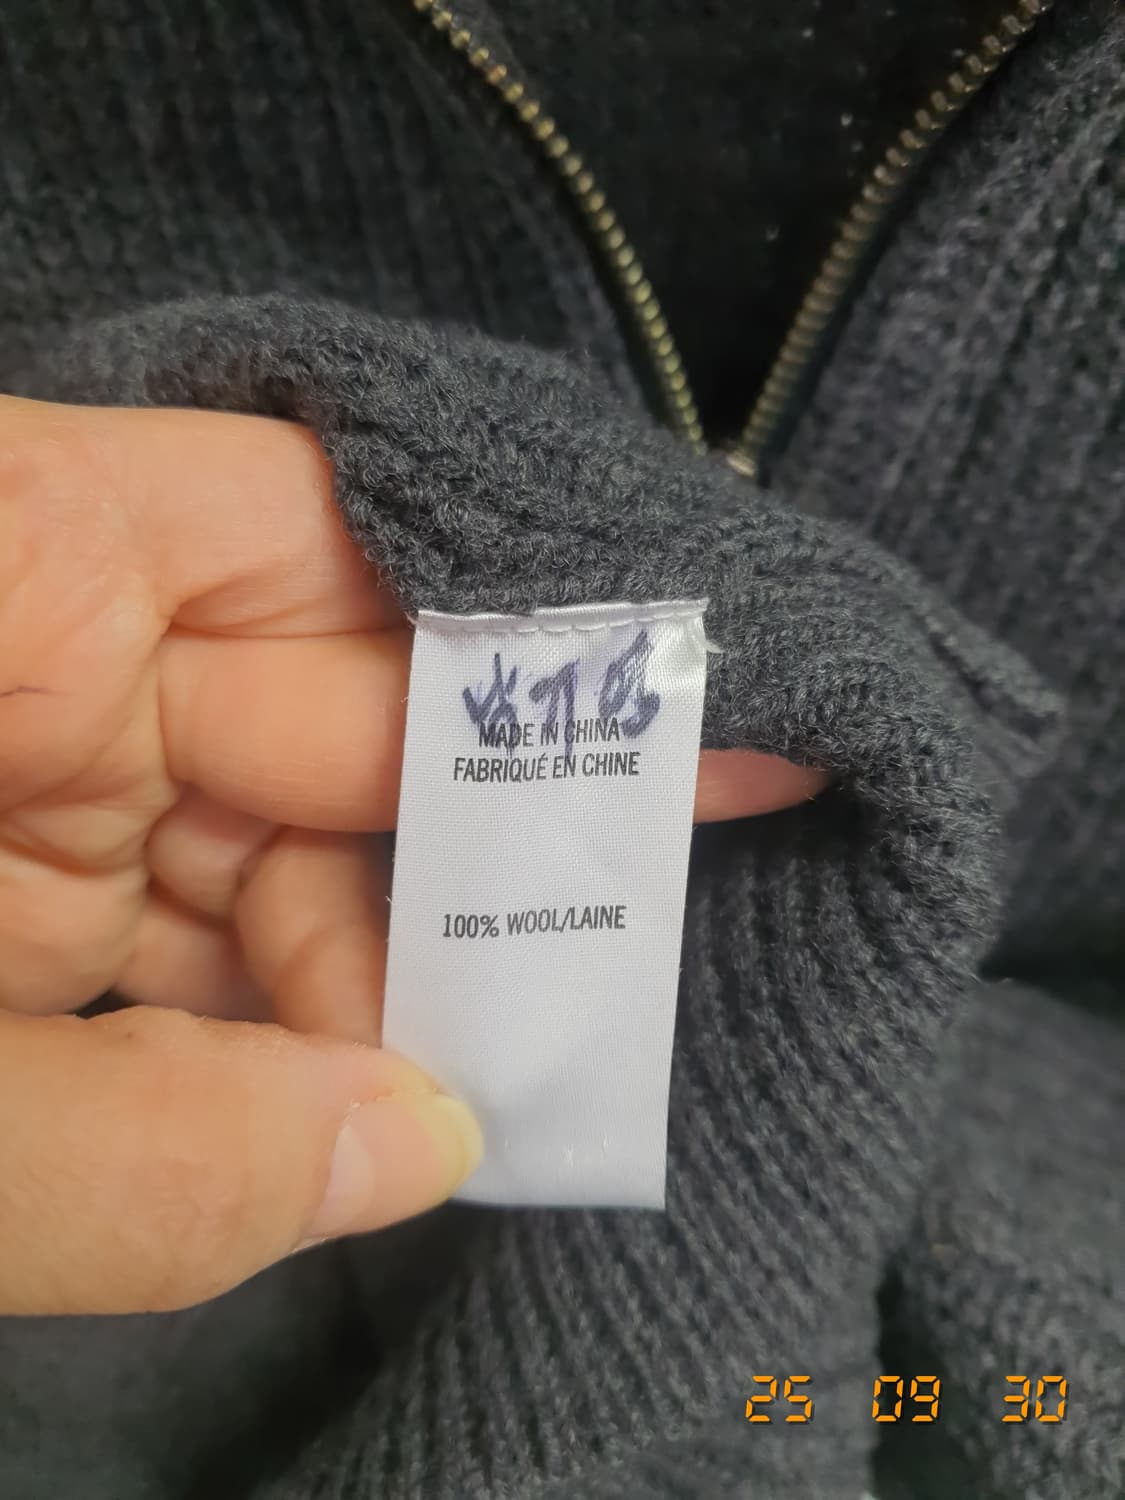 MADE IN CHINA
FABRIQUÉ EN CHINE
100% WOOL/LAINE
25 09 30